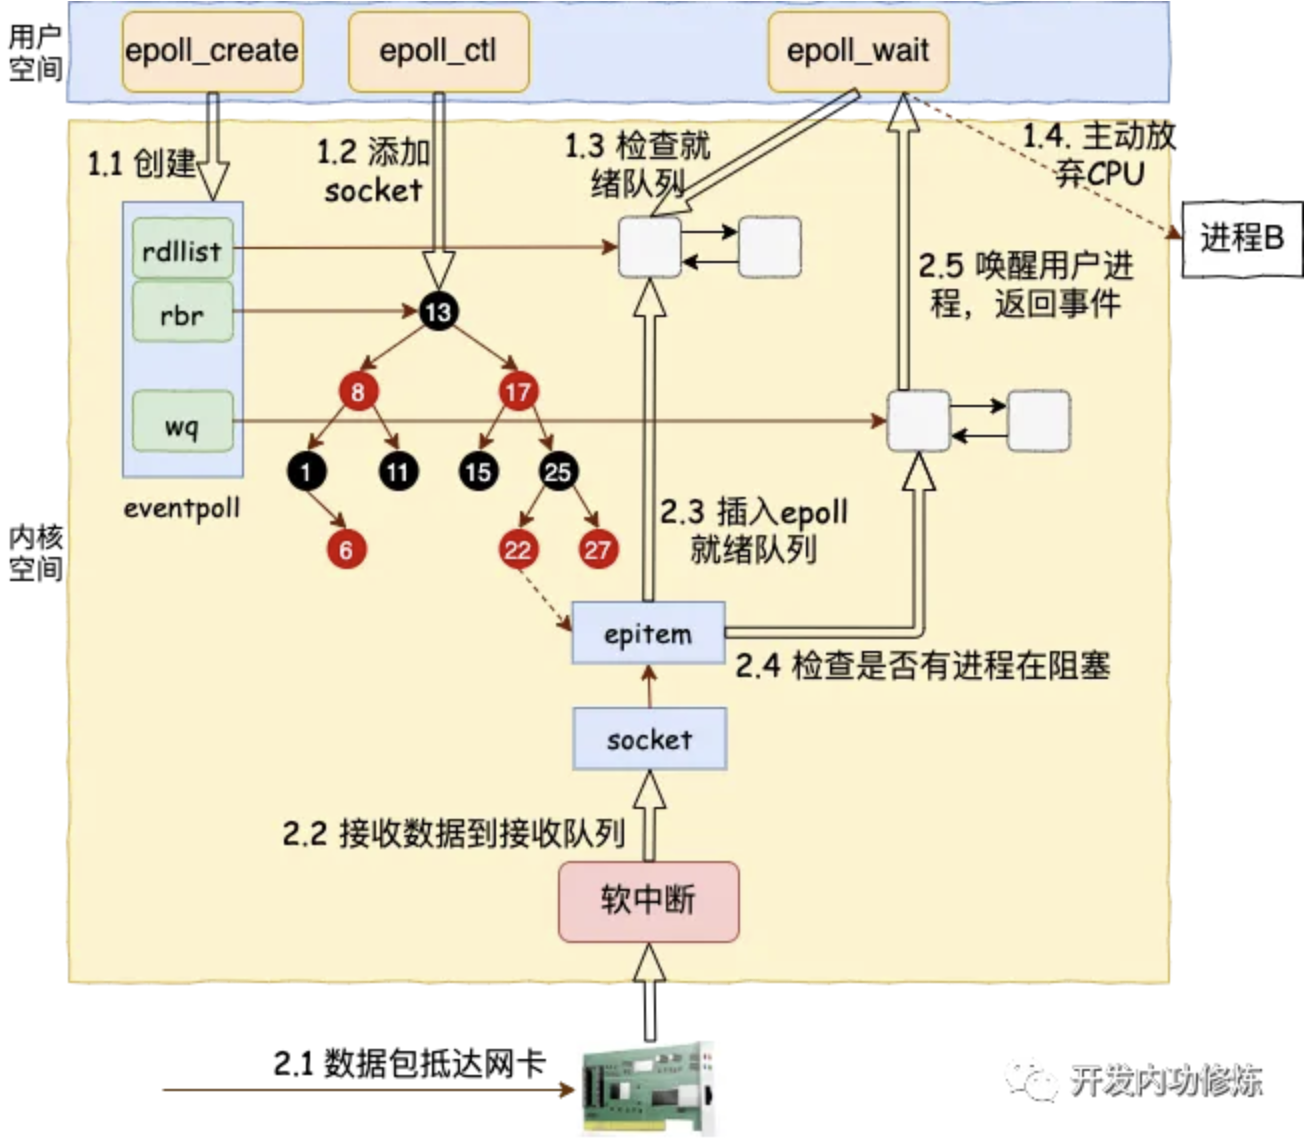 用户
空间
epoll_create
epoll_ctl
epoll_wait
1.1 创建
1.2 添加
socket
1.3 检查就
绪队列
1.4. 主动放
弃CPU
进程B
rdllist
rbr
wq
eventpoll
13
8
17
1
11
15
25
6
22
27
2.5 唤醒用户进
程，返回事件
内核
空间
2.3 插入epoll
就绪队列
epitem
2.4 检查是否有进程在阻塞
socket
2.2 接收数据到接收队列
软中断
2.1 数据包抵达网卡
开发内功修炼